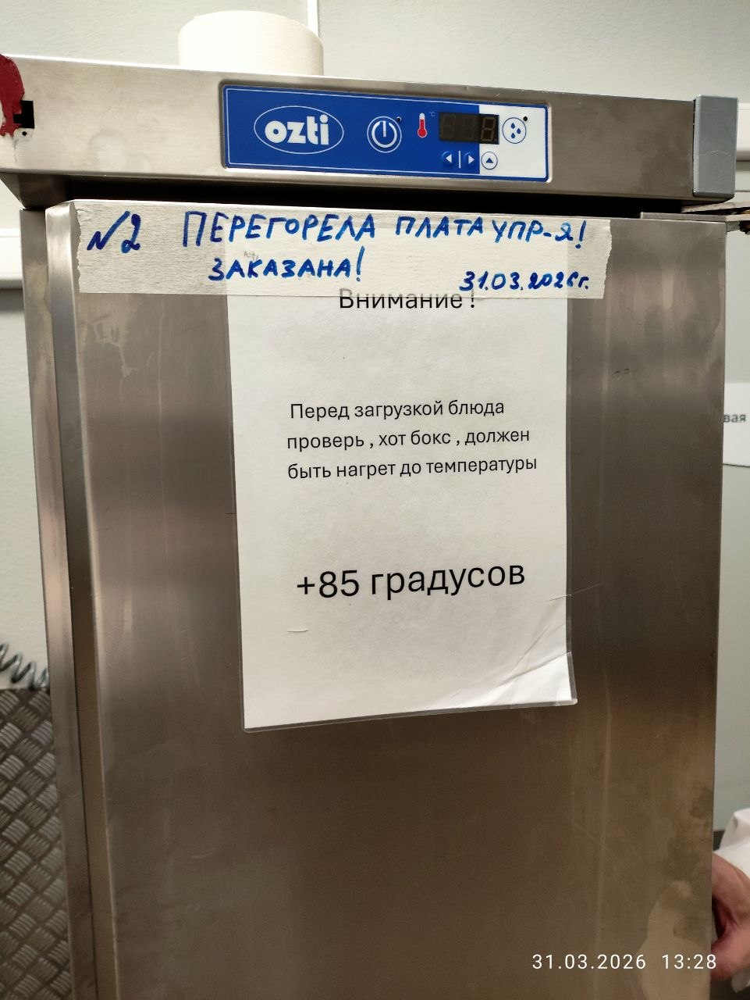 ozti
°C
№2 ПЕРЕГОРЕЛА ПЛАТА УПР-Я!
ЗАКАЗАНА!
31.03.2026г.
Внимание !
Перед загрузкой блюда
проверь , хот бокс , должен
быть нагрет до температуры
+85 градусов
вая
31.03.2026 13:28